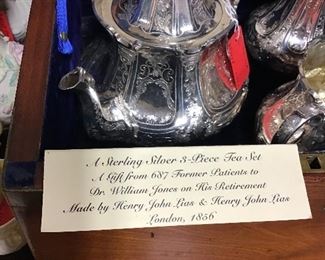 A Sterling Silver 3-Piece Tea Set
A Gift from 687 Former Patients to
Dr. William Jones on His Retirement
Made by Henry John Lias & Henry John Lias
London, 1856